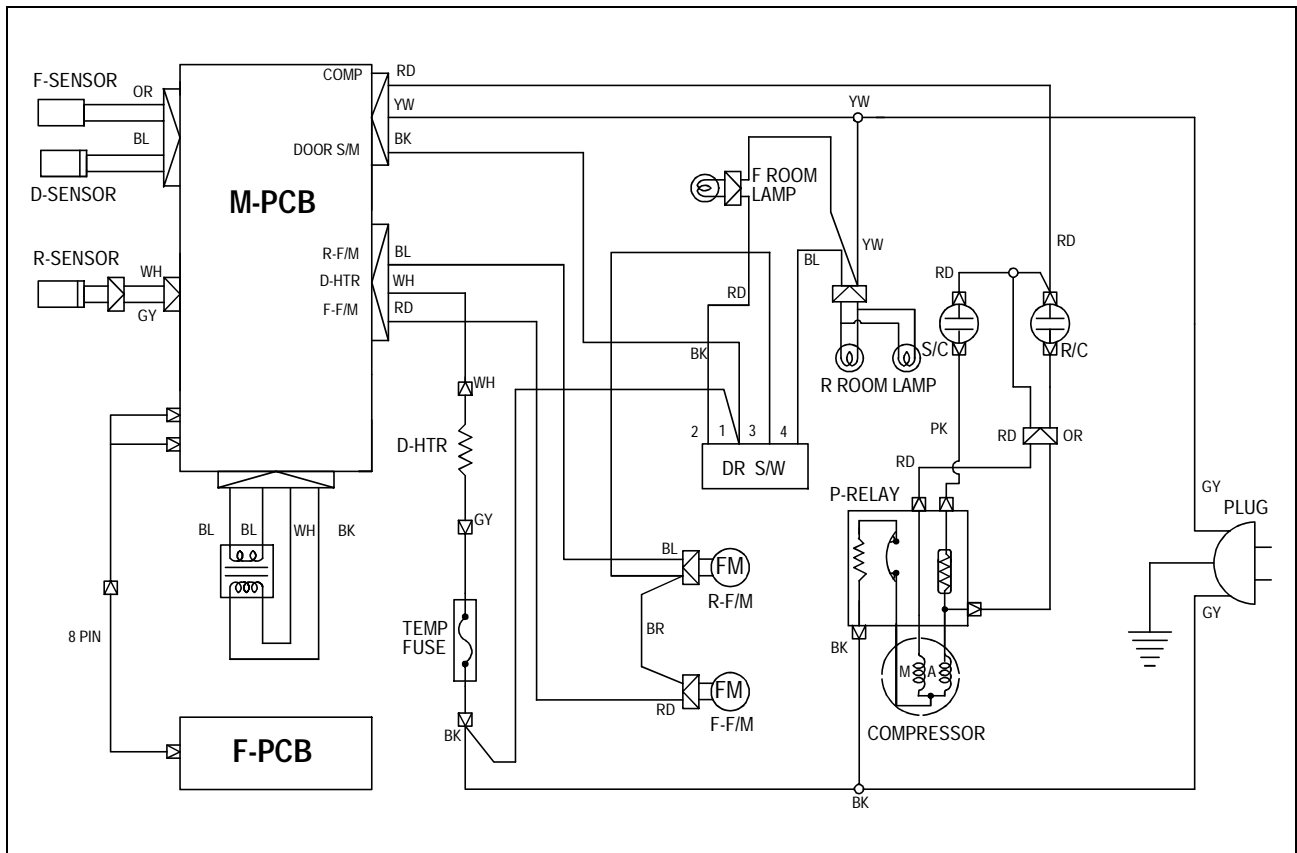 F-SENSOR
OR
BL
D-SENSOR
R-SENSOR
WH
GY
M-PCB
COMP
DOOR S/M
R-F/M
D-HTR
F-F/M
RD
YW
BK
BL
WH
RD
YW
F ROOM
LAMP
YW
RD
BL
RD
RD
BK
S/C
R/C
R ROOM LAMP
WH
2 1 3 4
DR S/W
D-HTR
PK
RD
OR
RD
P-RELAY
GY
PLUG
GY
GY
BL BL WH BK
BL
FM
R-F/M
TEMP
FUSE
BR
8 PIN
BK
M A
FM
RD
F-F/M
COMPRESSOR
BK
F-PCB
BK